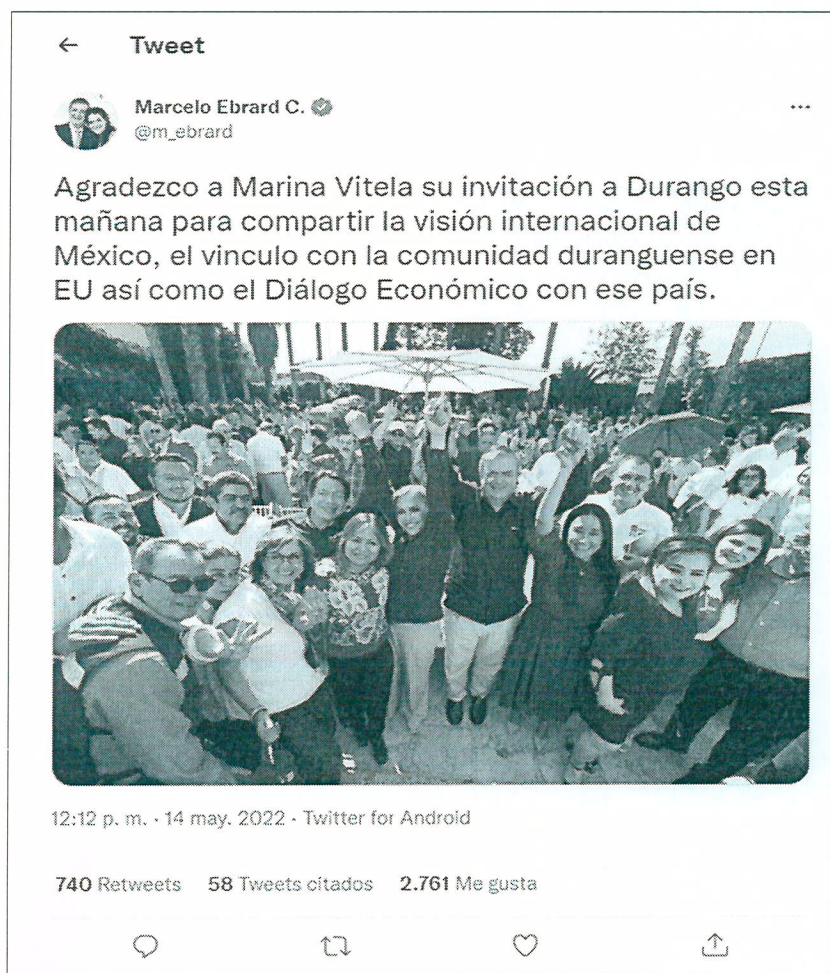 Tweet
Marcelo Ebrard C.
@m_ebrard
Agradezco a Marina Vitela su invitación a Durango esta
mañana para compartir la visión internacional de
México, el vinculo con la comunidad duranguense en
EU así como el Diálogo Económico con ese país.
12:12 p. m. · 14 may. 2022 · Twitter for Android
740 Retweets 58 Tweets citados 2.761 Me gusta